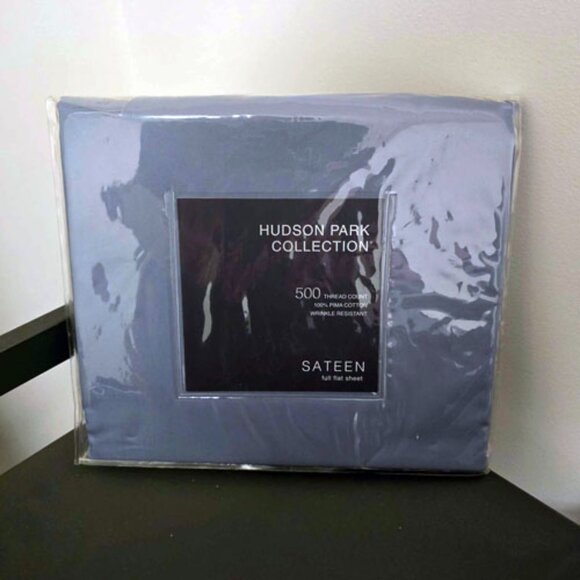 HUDSON PARK
COLLECTION
500 THREAD COUNT
100% PIMA COTTON
WRINKLE RESISTANT
SATEEN
full flat sheet